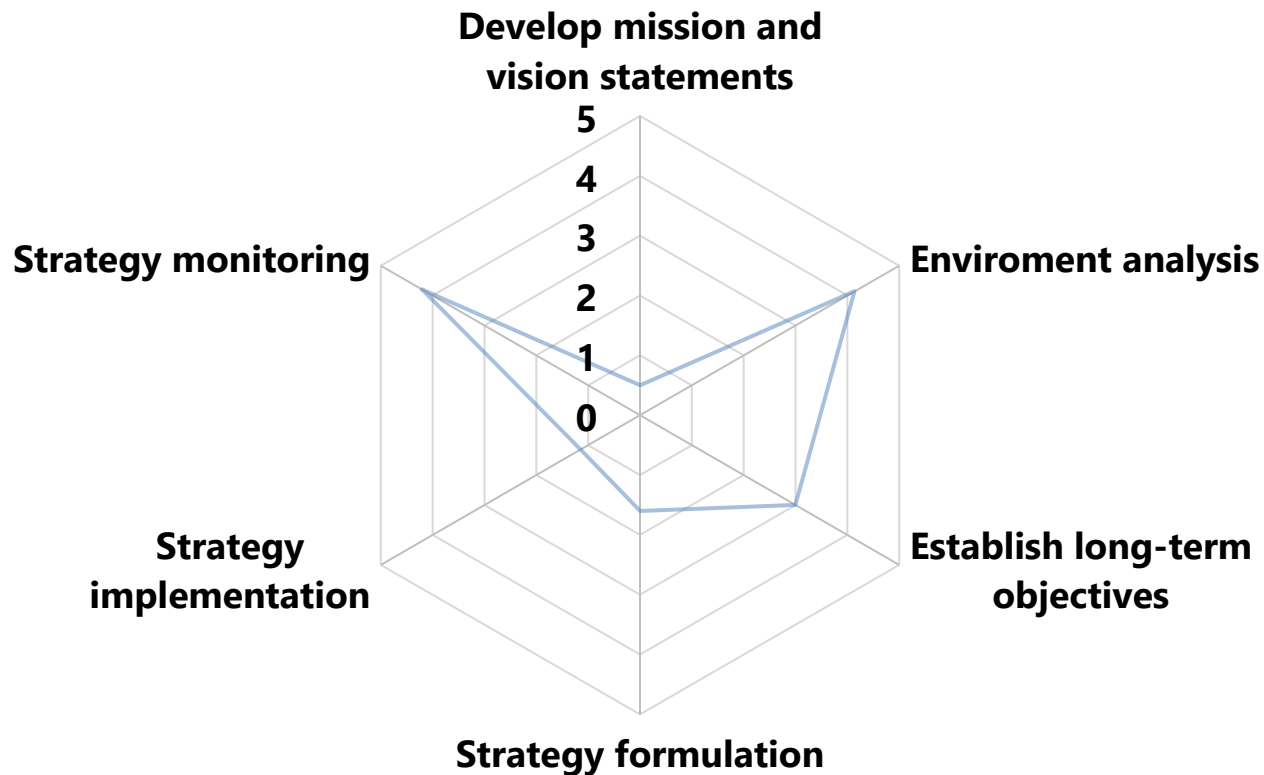 Develop mission and
vision statements
5
4
3
2
1
0
Strategy monitoring
Enviroment analysis
Strategy
implementation
Establish long-term
objectives
Strategy formulation